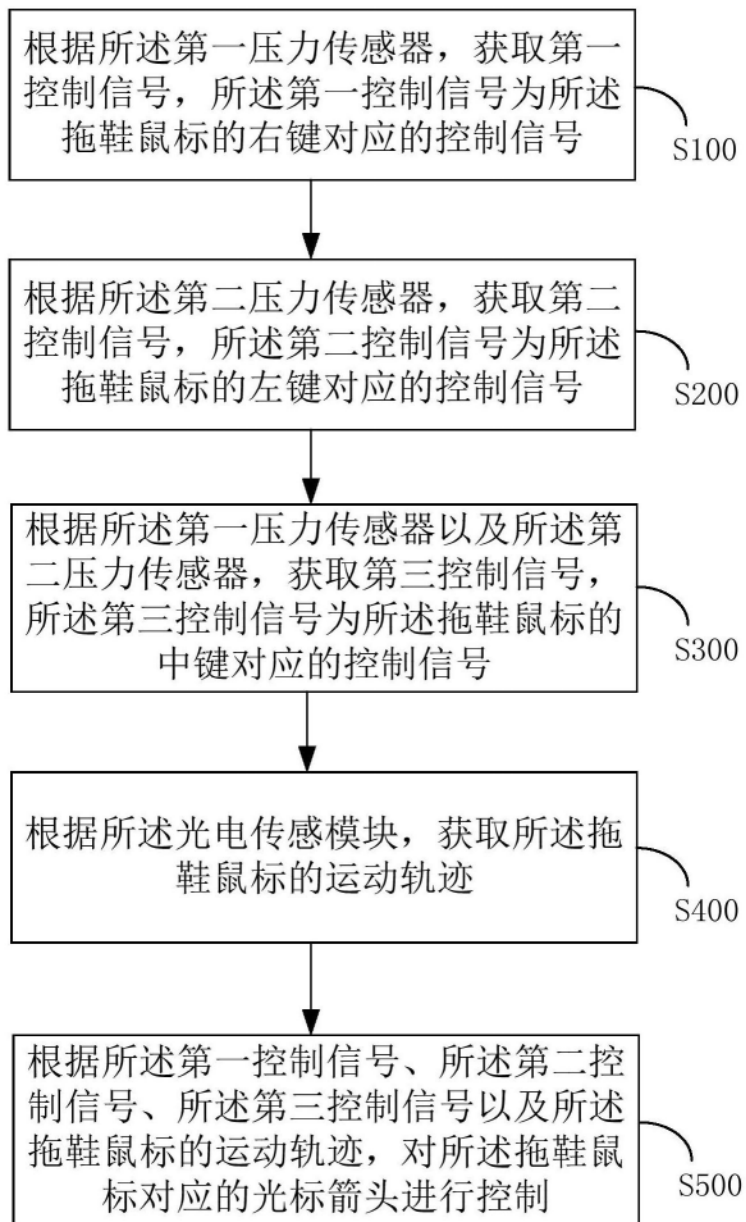 根据所述第一压力传感器，获取第一
控制信号，所述第一控制信号为所述
拖鞋鼠标的右键对应的控制信号
S100
根据所述第二压力传感器，获取第二
控制信号，所述第二控制信号为所述
拖鞋鼠标的左键对应的控制信号
S200
根据所述第一压力传感器以及所述第
二压力传感器，获取第三控制信号，
所述第三控制信号为所述拖鞋鼠标的
中键对应的控制信号
S300
根据所述光电传感模块，获取所述拖
鞋鼠标的运动轨迹
S400
根据所述第一控制信号、所述第二控
制信号、所述第三控制信号以及所述
拖鞋鼠标的运动轨迹，对所述拖鞋鼠
标对应的光标箭头进行控制
S500